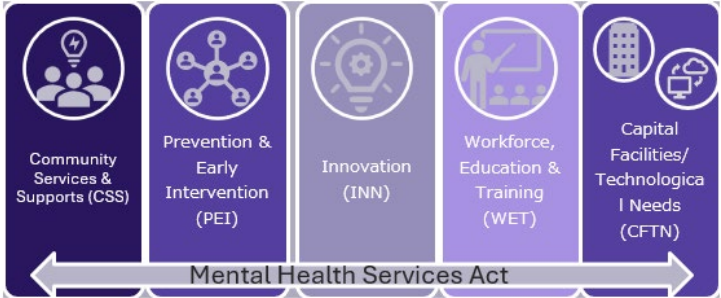 Community
Services &
Supports (CSS)
Prevention &
Early
Intervention
(PEI)
Innovation
(INN)
Workforce,
Education &
Training
(WET)
Capital
Facilities/
Technologica
l Needs
(CFTN)
Mental Health Services Act